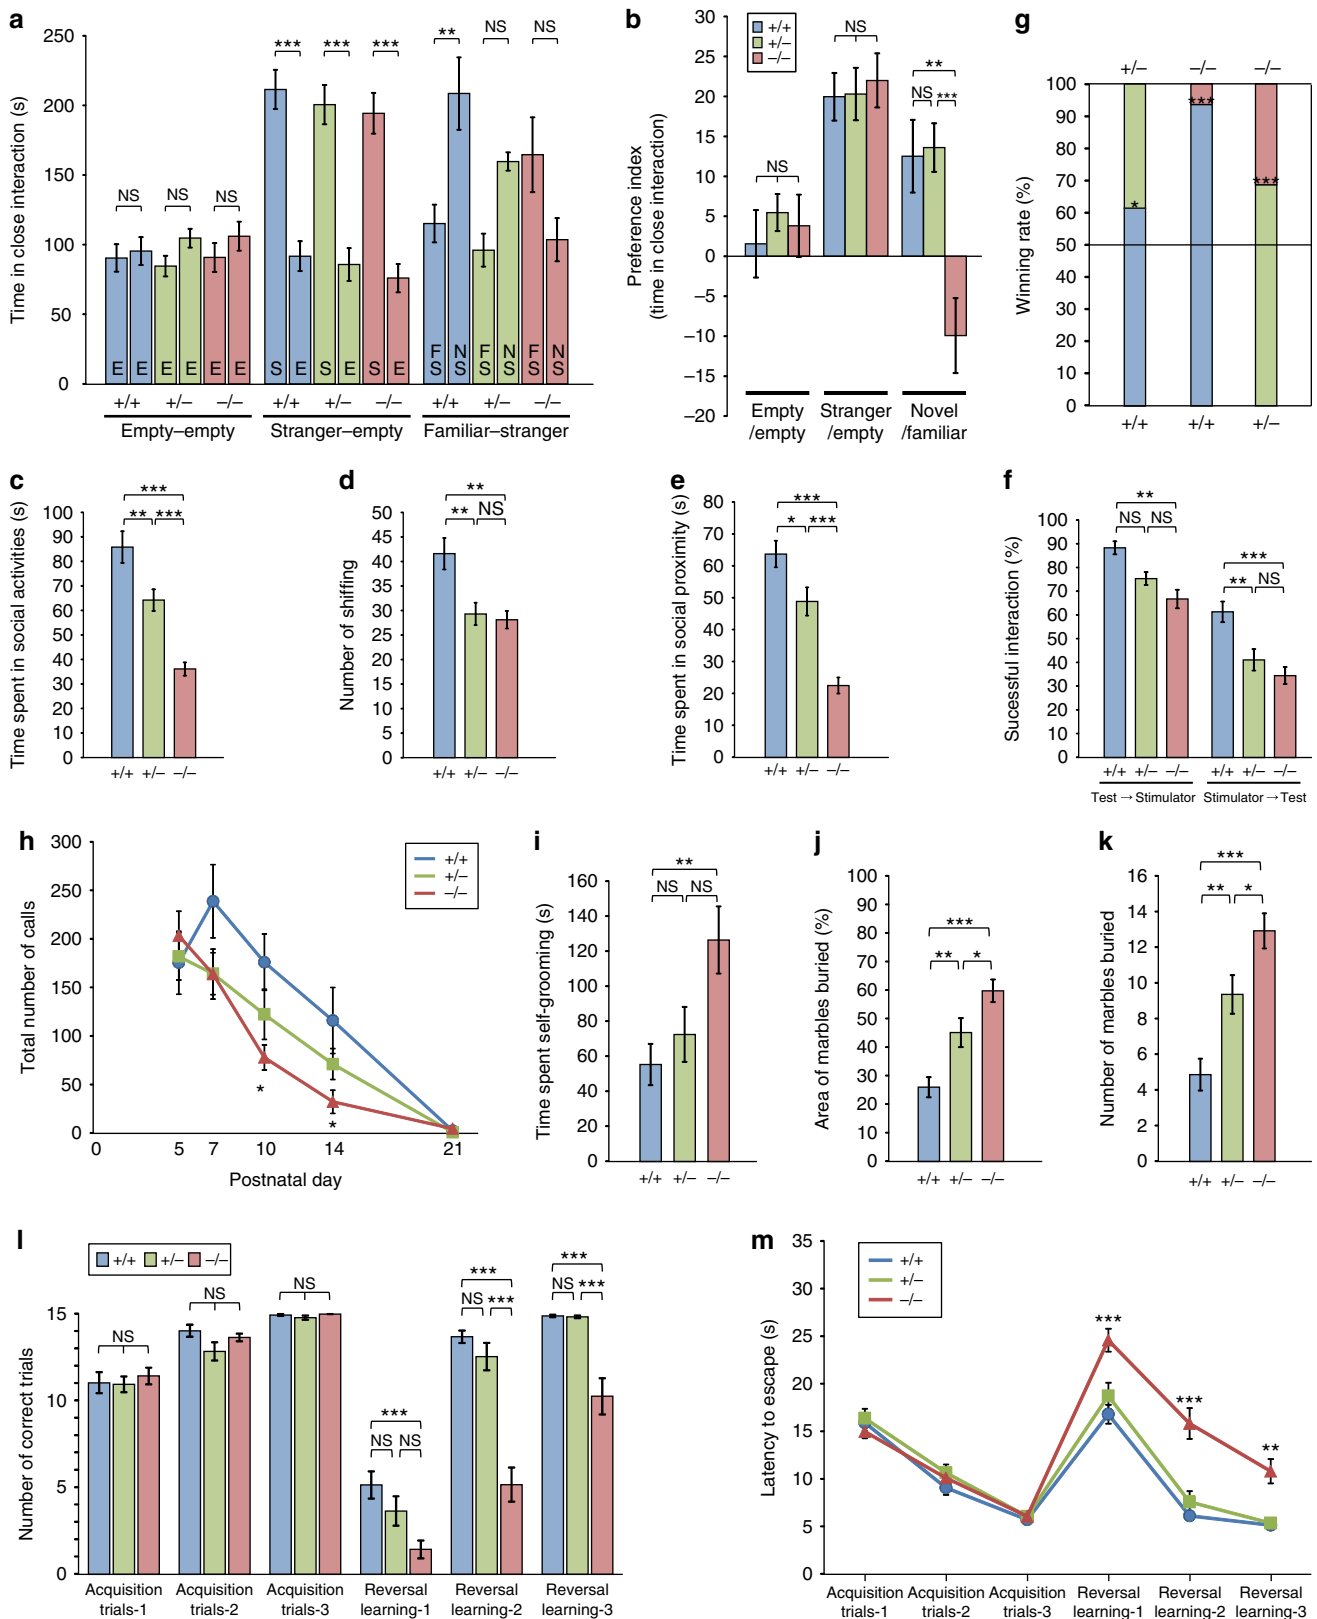 a
Time in close interaction (s)
250
200
150
100
50
0
NS NS NS *** *** *** ** NS NS
E E E E E E S E S E S E FS NS FS NS FS NS
+/+ +/− −/− +/+ +/− −/− +/+ +/− −/−
Empty–empty Stranger–empty Familiar–stranger
b
Preference index
(time in close interaction)
30
25
20
15
10
5
0
−5
−10
−15
−20
+/+
+/−
−/−
NS
NS
**
NS ***
Empty Stranger Novel
/empty /empty /familiar
g
Winning rate (%)
+/− −/− −/−
100
90
80
70
60
50
40
30
20
10
0
* *** ***
+/+ +/+ +/−
c
Time spent in social activities (s)
100
90
80
70
60
50
40
30
20
10
0
***
** ***
+/+ +/− −/−
d
Number of shiffing
50
45
40
35
30
25
20
15
10
5
0
**
** NS
+/+ +/− −/−
e
Time spent in social proximity (s)
80
70
60
50
40
30
20
10
0
***
* ***
+/+ +/− −/−
f
Sucessful interaction (%)
100
90
80
70
60
50
40
30
20
10
0
**
NS NS
***
** NS
+/+ +/− −/− +/+ +/− −/−
Test → Stimulator Stimulator → Test
h
Total number of calls
300
250
200
150
100
50
0
+/+
+/−
−/−
*
*
0 5 7 10 14 21
Postnatal day
i
Time spent self-grooming (s)
160
140
120
100
80
60
40
20
0
**
NS NS
+/+ +/− −/−
j
Area of marbles buried (%)
100
90
80
70
60
50
40
30
20
10
0
***
** *
+/+ +/− −/−
k
Number of marbles buried
16
14
12
10
8
6
4
2
0
***
** *
+/+ +/− −/−
l
+/+ +/− −/−
Number of correct trials
15
10
5
0
NS
NS
NS
***
NS NS
***
NS ***
***
NS ***
Acquisition Acquisition Acquisition Reversal Reversal Reversal
trials-1 trials-2 trials-3 learning-1 learning-2 learning-3
m
Latency to escape (s)
35
30
25
20
15
10
5
0
+/+
+/−
−/−
***
***
**
Acquisition Acquisition Acquisition Reversal Reversal Reversal
trials-1 trials-2 trials-3 learning-1 learning-2 learning-3